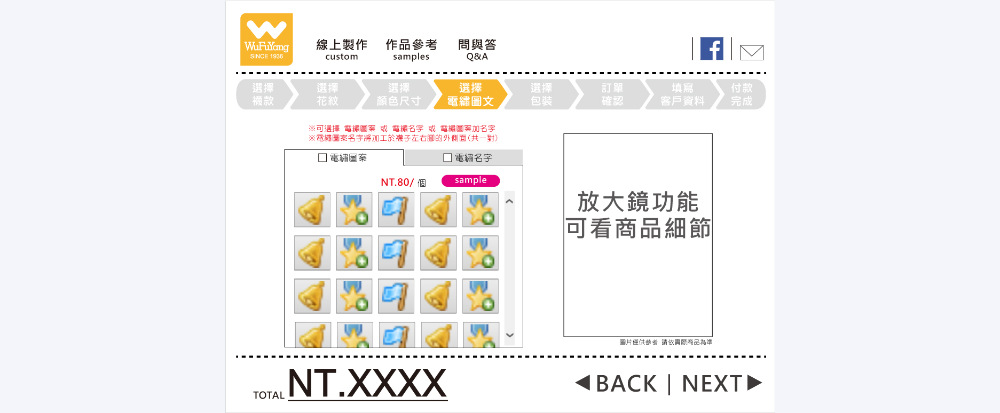 WuFuYang
SINCE 1936
線上製作
custom
作品參考
samples
問與答
Q&A
選擇
襪款
選擇
花紋
選擇
顏色尺寸
選擇
電繡圖文
選擇
包裝
訂單
確認
填寫
客戶資料
付款
完成
※可選擇 電繡圖案 或 電繡名字 或 電繡圖案加名字
※電繡圖案名字將加工於襪子左右腳的外側面(共一對)
電繡圖案
電繡名字
NT.80/ 個
sample
放大鏡功能
可看商品細節
圖片僅供參考 請依實際商品為準
TOTAL NT.XXXX
BACK | NEXT